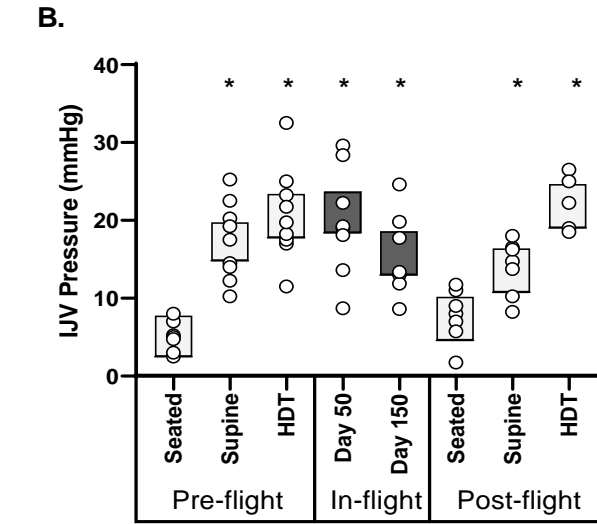 B.
IJV Pressure (mmHg)
40
30
20
10
0
* * * * * *
Seated
Supine
HDT
Day 50
Day 150
Seated
Supine
HDT
Pre-flight
In-flight
Post-flight